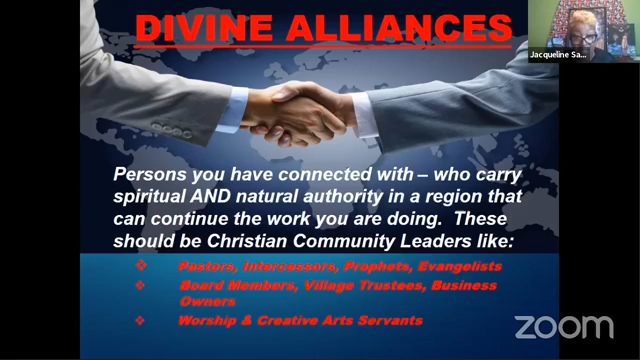 DIVINE ALLIANCES
Jacqueline Sa...
Persons you have connected with – who carry
spiritual AND natural authority in a region that
can continue the work you are doing. These
should be Christian Community Leaders like:
❖ Pastors, Intercessors, Prophets, Evangelists
❖ Board Members, Village Trustees, Business
Owners
❖ Worship & Creative Arts Servants
zoom